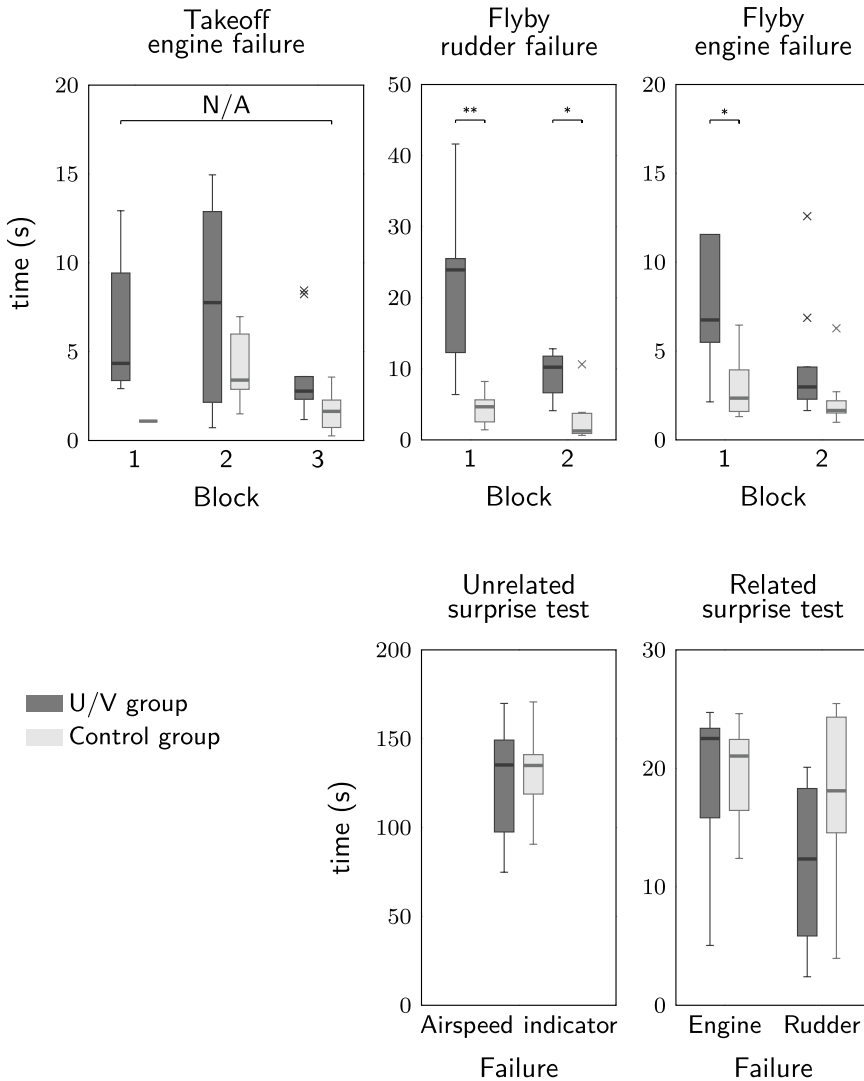 Takeoff
engine failure
Flyby
rudder failure
Flyby
engine failure
time (s)
20
15
10
5
0
N/A
1 2 3
Block
50
40
30
20
10
0
** *
1 2
Block
20
15
10
5
0
*
1 2
Block
U/V group
Control group
Unrelated
surprise test
time (s)
200
150
100
50
0
Airspeed indicator
Failure
Related
surprise test
30
20
10
0
Engine Rudder
Failure